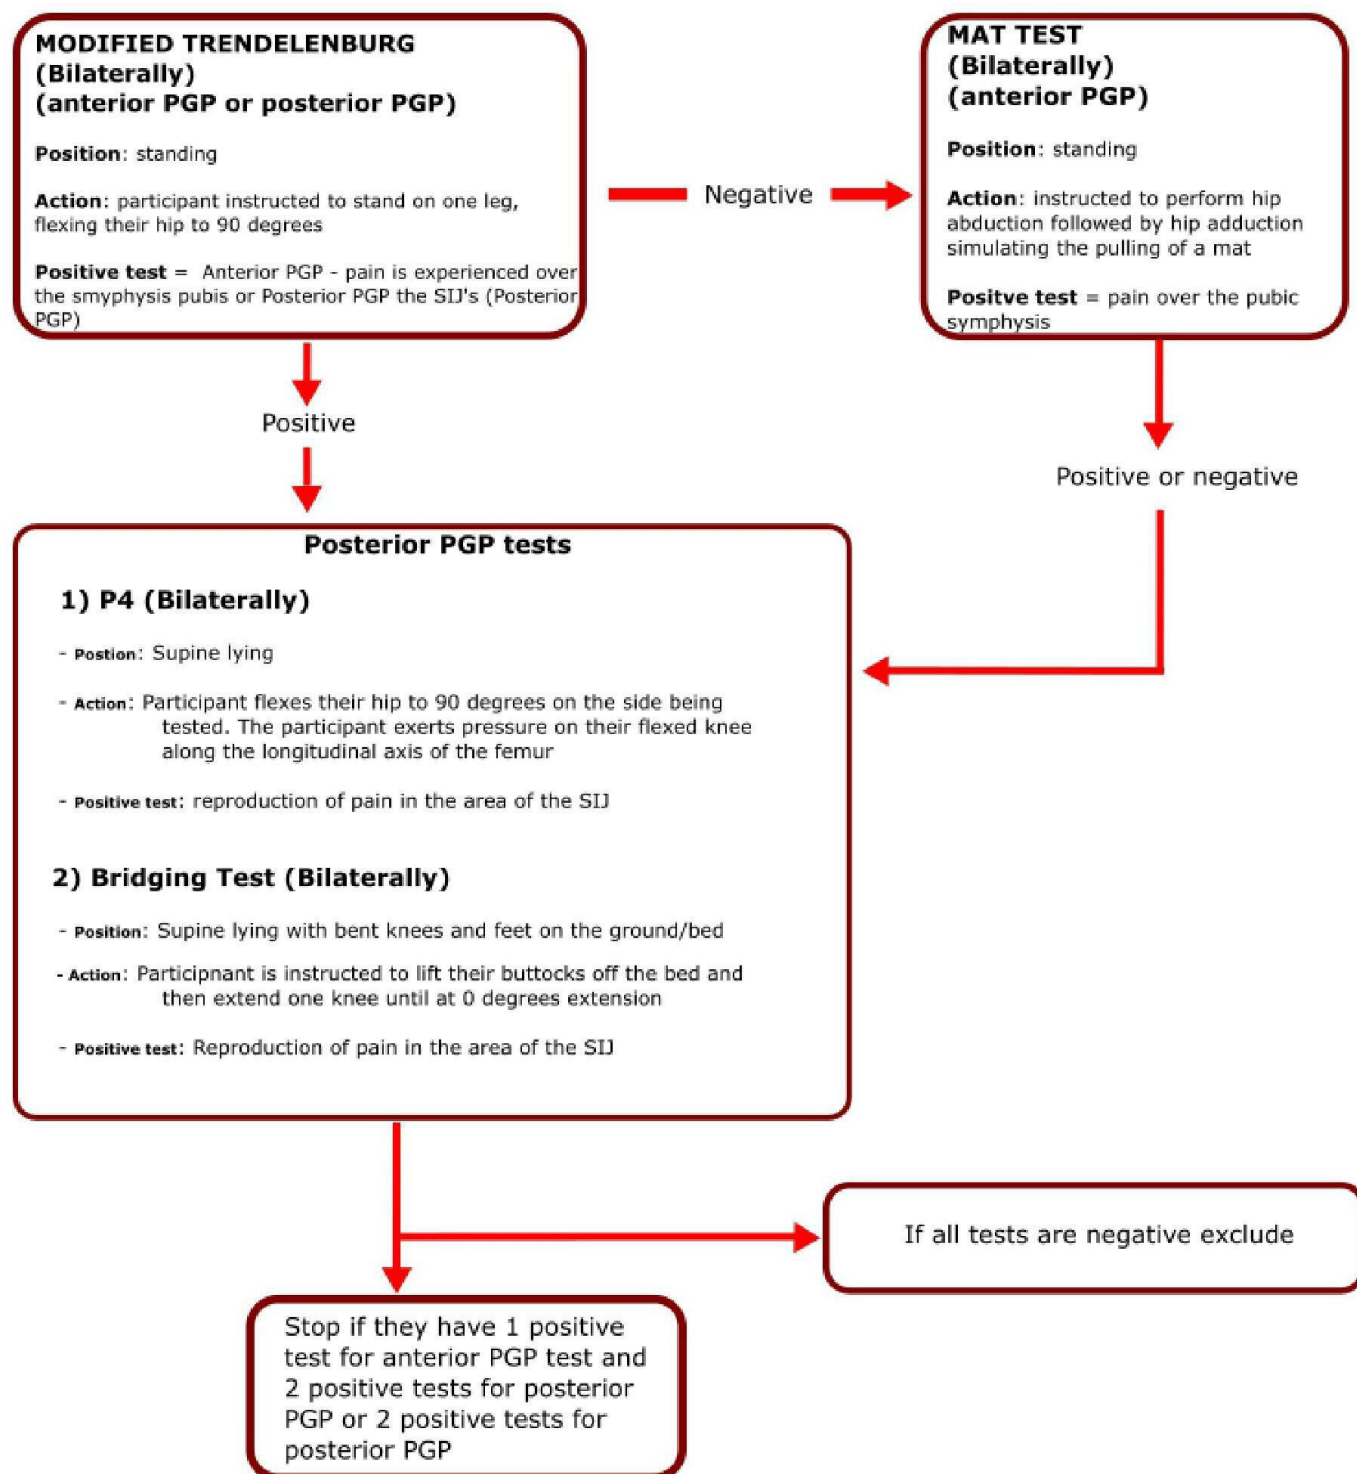 MODIFIED TRENDELENBURG
(Bilaterally)
(anterior PGP or posterior PGP)
Position: standing
Action: participant instructed to stand on one leg,
flexing their hip to 90 degrees
Positive test = Anterior PGP - pain is experienced over
the smyphysis pubis or Posterior PGP the SIJ's (Posterior
PGP)
Negative
MAT TEST
(Bilaterally)
(anterior PGP)
Position: standing
Action: instructed to perform hip
abduction followed by hip adduction
simulating the pulling of a mat
Positve test = pain over the pubic
symphysis
Positive
Positive or negative
Posterior PGP tests
1) P4 (Bilaterally)
- Postion: Supine lying
- Action: Participant flexes their hip to 90 degrees on the side being
tested. The participant exerts pressure on their flexed knee
along the longitudinal axis of the femur
- Positive test: reproduction of pain in the area of the SIJ
2) Bridging Test (Bilaterally)
- Position: Supine lying with bent knees and feet on the ground/bed
- Action: Participnant is instructed to lift their buttocks off the bed and
then extend one knee until at 0 degrees extension
- Positive test: Reproduction of pain in the area of the SIJ
If all tests are negative exclude
Stop if they have 1 positive
test for anterior PGP test and
2 positive tests for posterior
PGP or 2 positive tests for
posterior PGP